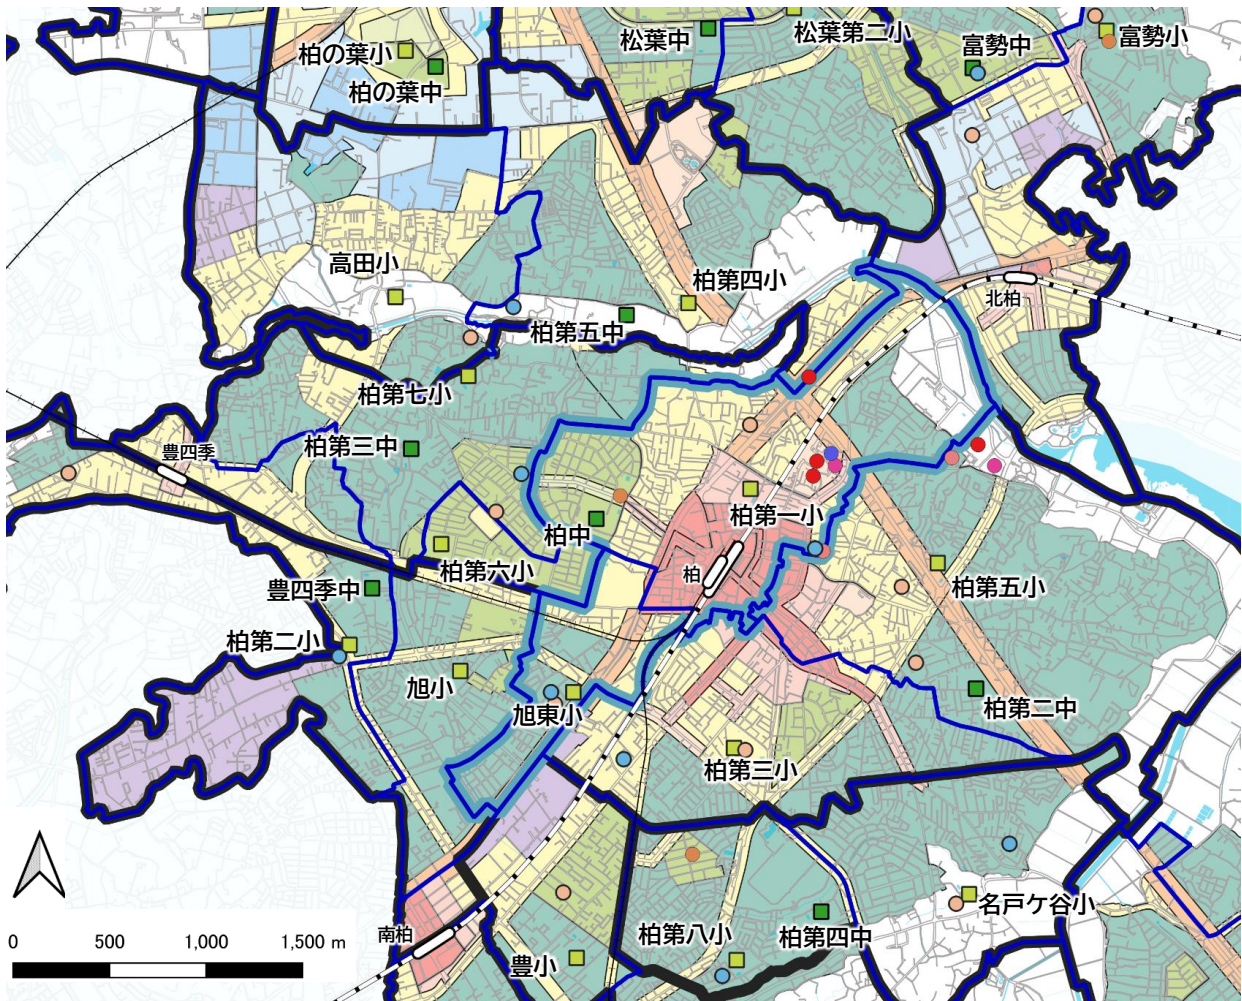 松葉中
松葉第二小
富勢中
富勢小
柏の葉小
柏の葉中
高田小
柏第四小
北柏
柏第五中
柏第七小
豊四季
柏第三中
柏第一小
柏中
柏第六小
柏
柏第五小
豊四季中
柏第二小
旭小
旭東小
柏第二中
柏第三小
名戸ケ谷小
南柏
柏第八小
柏第四中
豊小
0 500 1,000 1,500 m